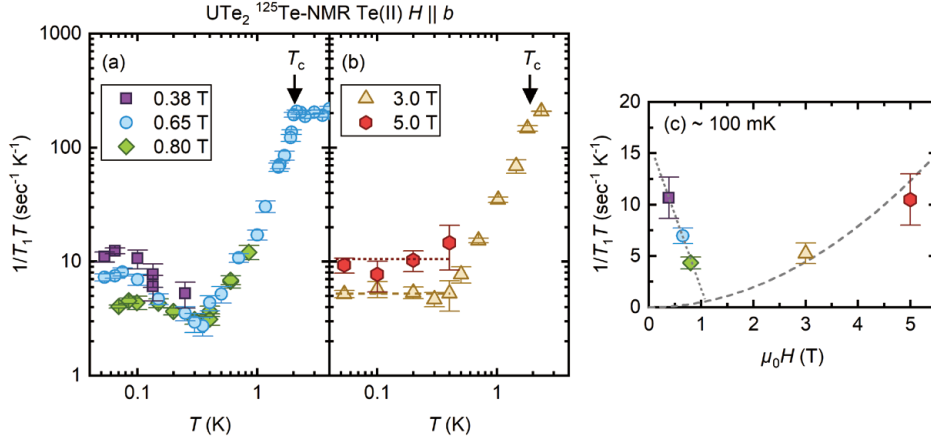 UTe₂ ¹²⁵Te-NMR Te(II) H || b
(a)
0.38 T
0.65 T
0.80 T
Tc
1/T₁T (sec⁻¹ K⁻¹)
1000
100
10
1
0.1
1
T (K)
(b)
3.0 T
5.0 T
Tc
0.1
1
T (K)
(c) ~ 100 mK
1/T₁T (sec⁻¹ K⁻¹)
20
15
10
5
0
0
1
2
3
4
5
μ₀H (T)